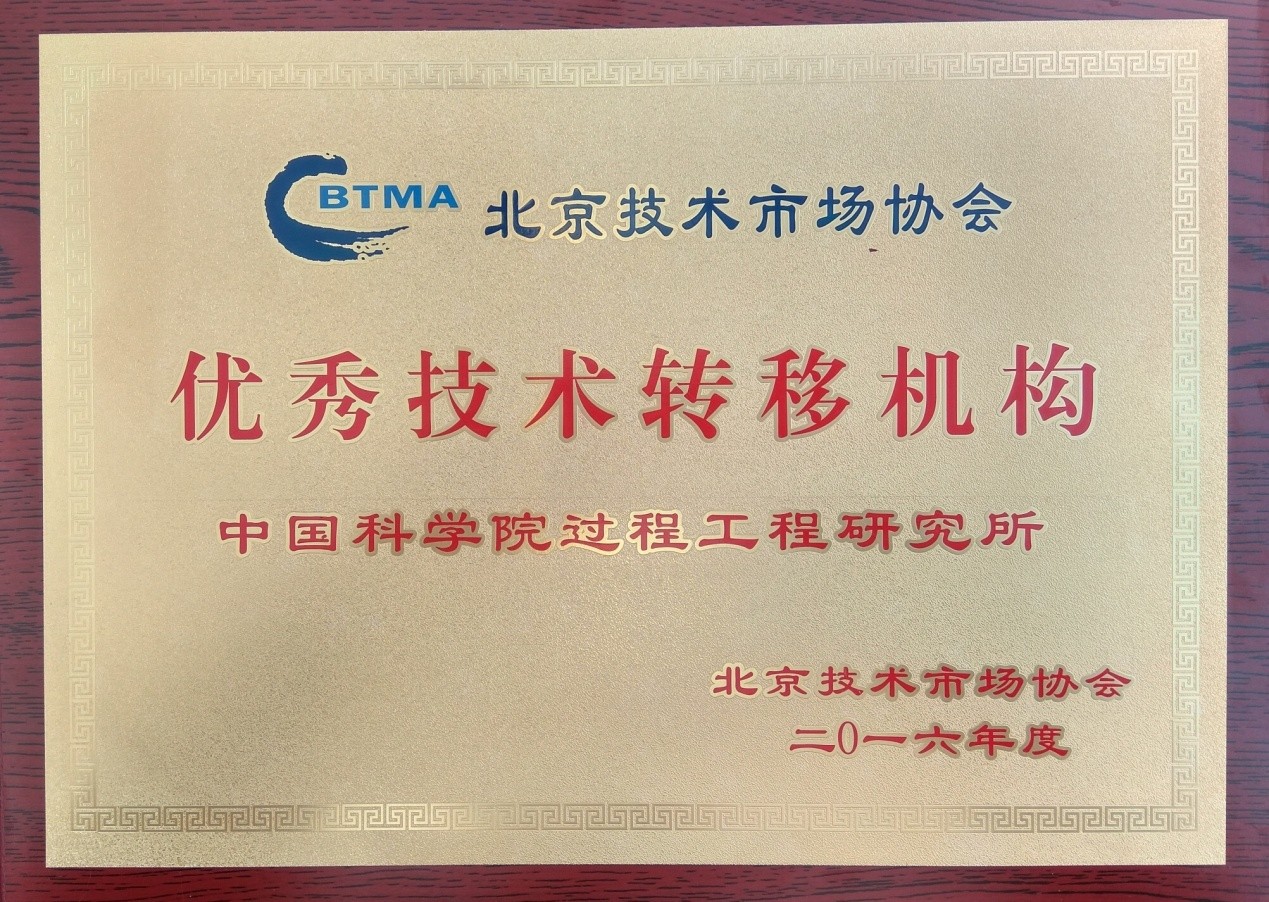 BTMA 北京技术市场协会
优秀技术转移机构
中国科学院过程工程研究所
北京技术市场协会
二0一六年度